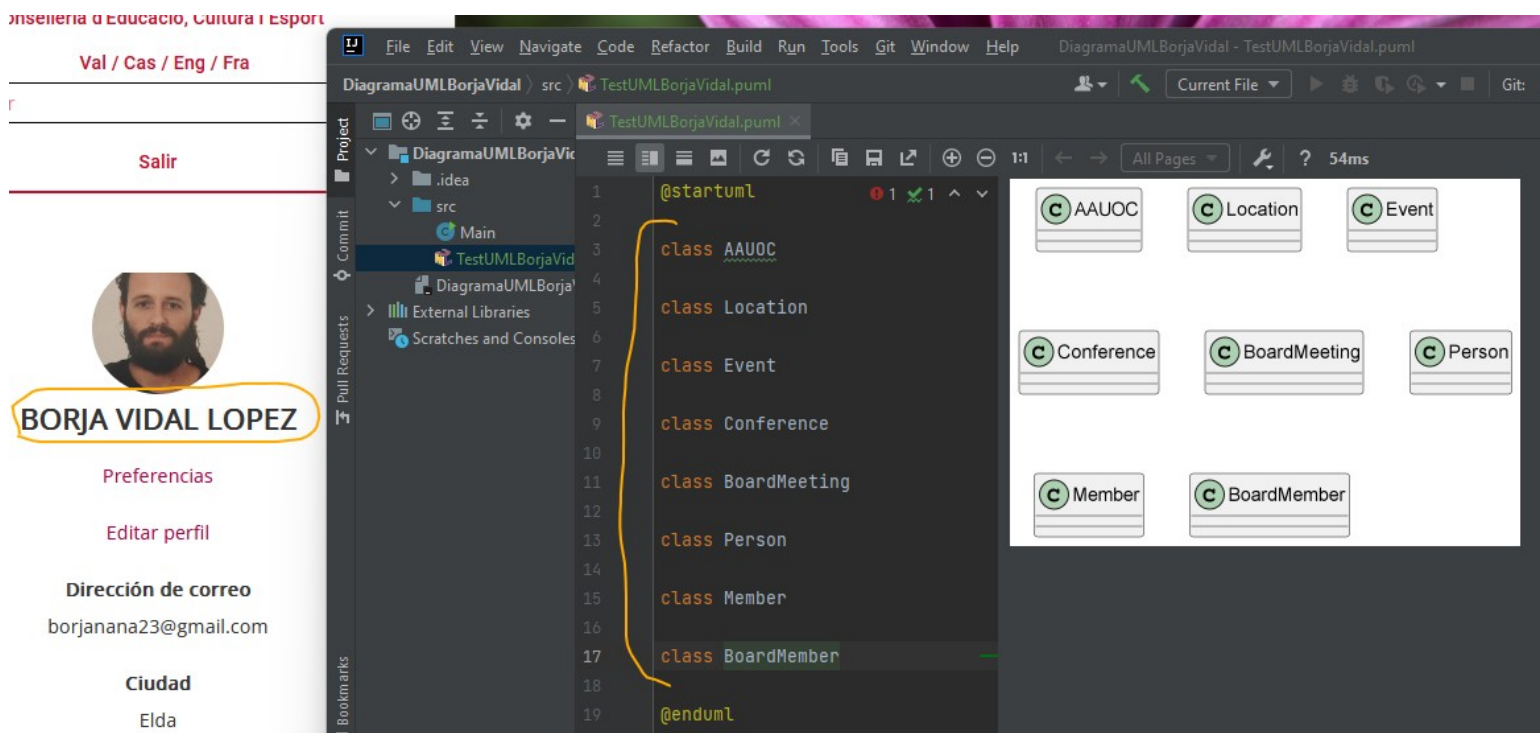 onselleria d'Educació, Cultura i Esport
Val / Cas / Eng / Fra
r
Salir
BORJA VIDAL LOPEZ
Preferencias
Editar perfil
Dirección de correo
borjanana23@gmail.com
Ciudad
Elda
IJ File Edit View Navigate Code Refactor Build Run Tools Git Window Help DiagramaUMLBorjaVidal - TestUMLBorjaVidal.puml
DiagramaUMLBorjaVidal src TestUMLBorjaVidal.puml Current File Git:
Project
Commit
Pull Requests
Bookmarks
DiagramaUMLBorjaVid
.idea
src
Main
TestUMLBorjaVid
DiagramaUMLBorjaV
External Libraries
Scratches and Consoles
TestUMLBorjaVidal.puml
1:1 All Pages ? 54ms
1 @startuml 1 1
2
3 class AAUOC
4
5 class Location
6
7 class Event
8
9 class Conference
10
11 class BoardMeeting
12
13 class Person
14
15 class Member
16
17 class BoardMember
18
19 @enduml
C AAUOC C Location C Event
C Conference C BoardMeeting C Person
C Member C BoardMember